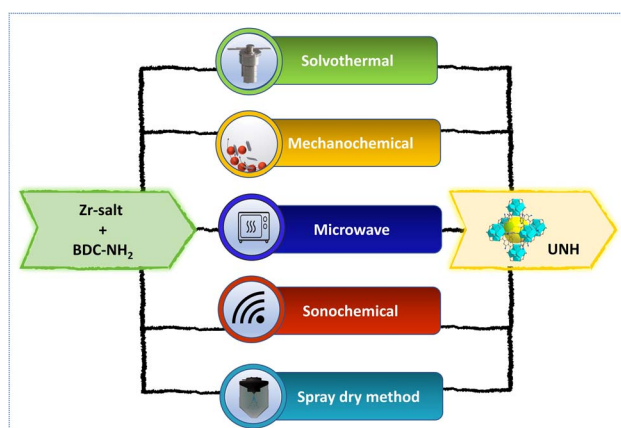 Solvothermal
Mechanochemical
Zr-salt
+
BDC-NH₂
Microwave
UNH
Sonochemical
Spray dry method